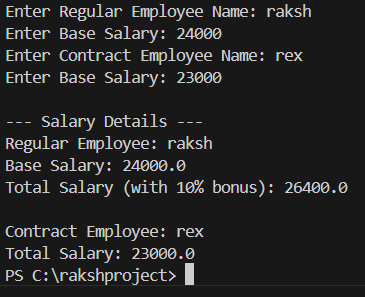 Enter Regular Employee Name: raksh
Enter Base Salary: 24000
Enter Contract Employee Name: rex
Enter Base Salary: 23000

--- Salary Details ---
Regular Employee: raksh
Base Salary: 24000.0
Total Salary (with 10% bonus): 26400.0

Contract Employee: rex
Total Salary: 23000.0
PS C:\rakshproject>